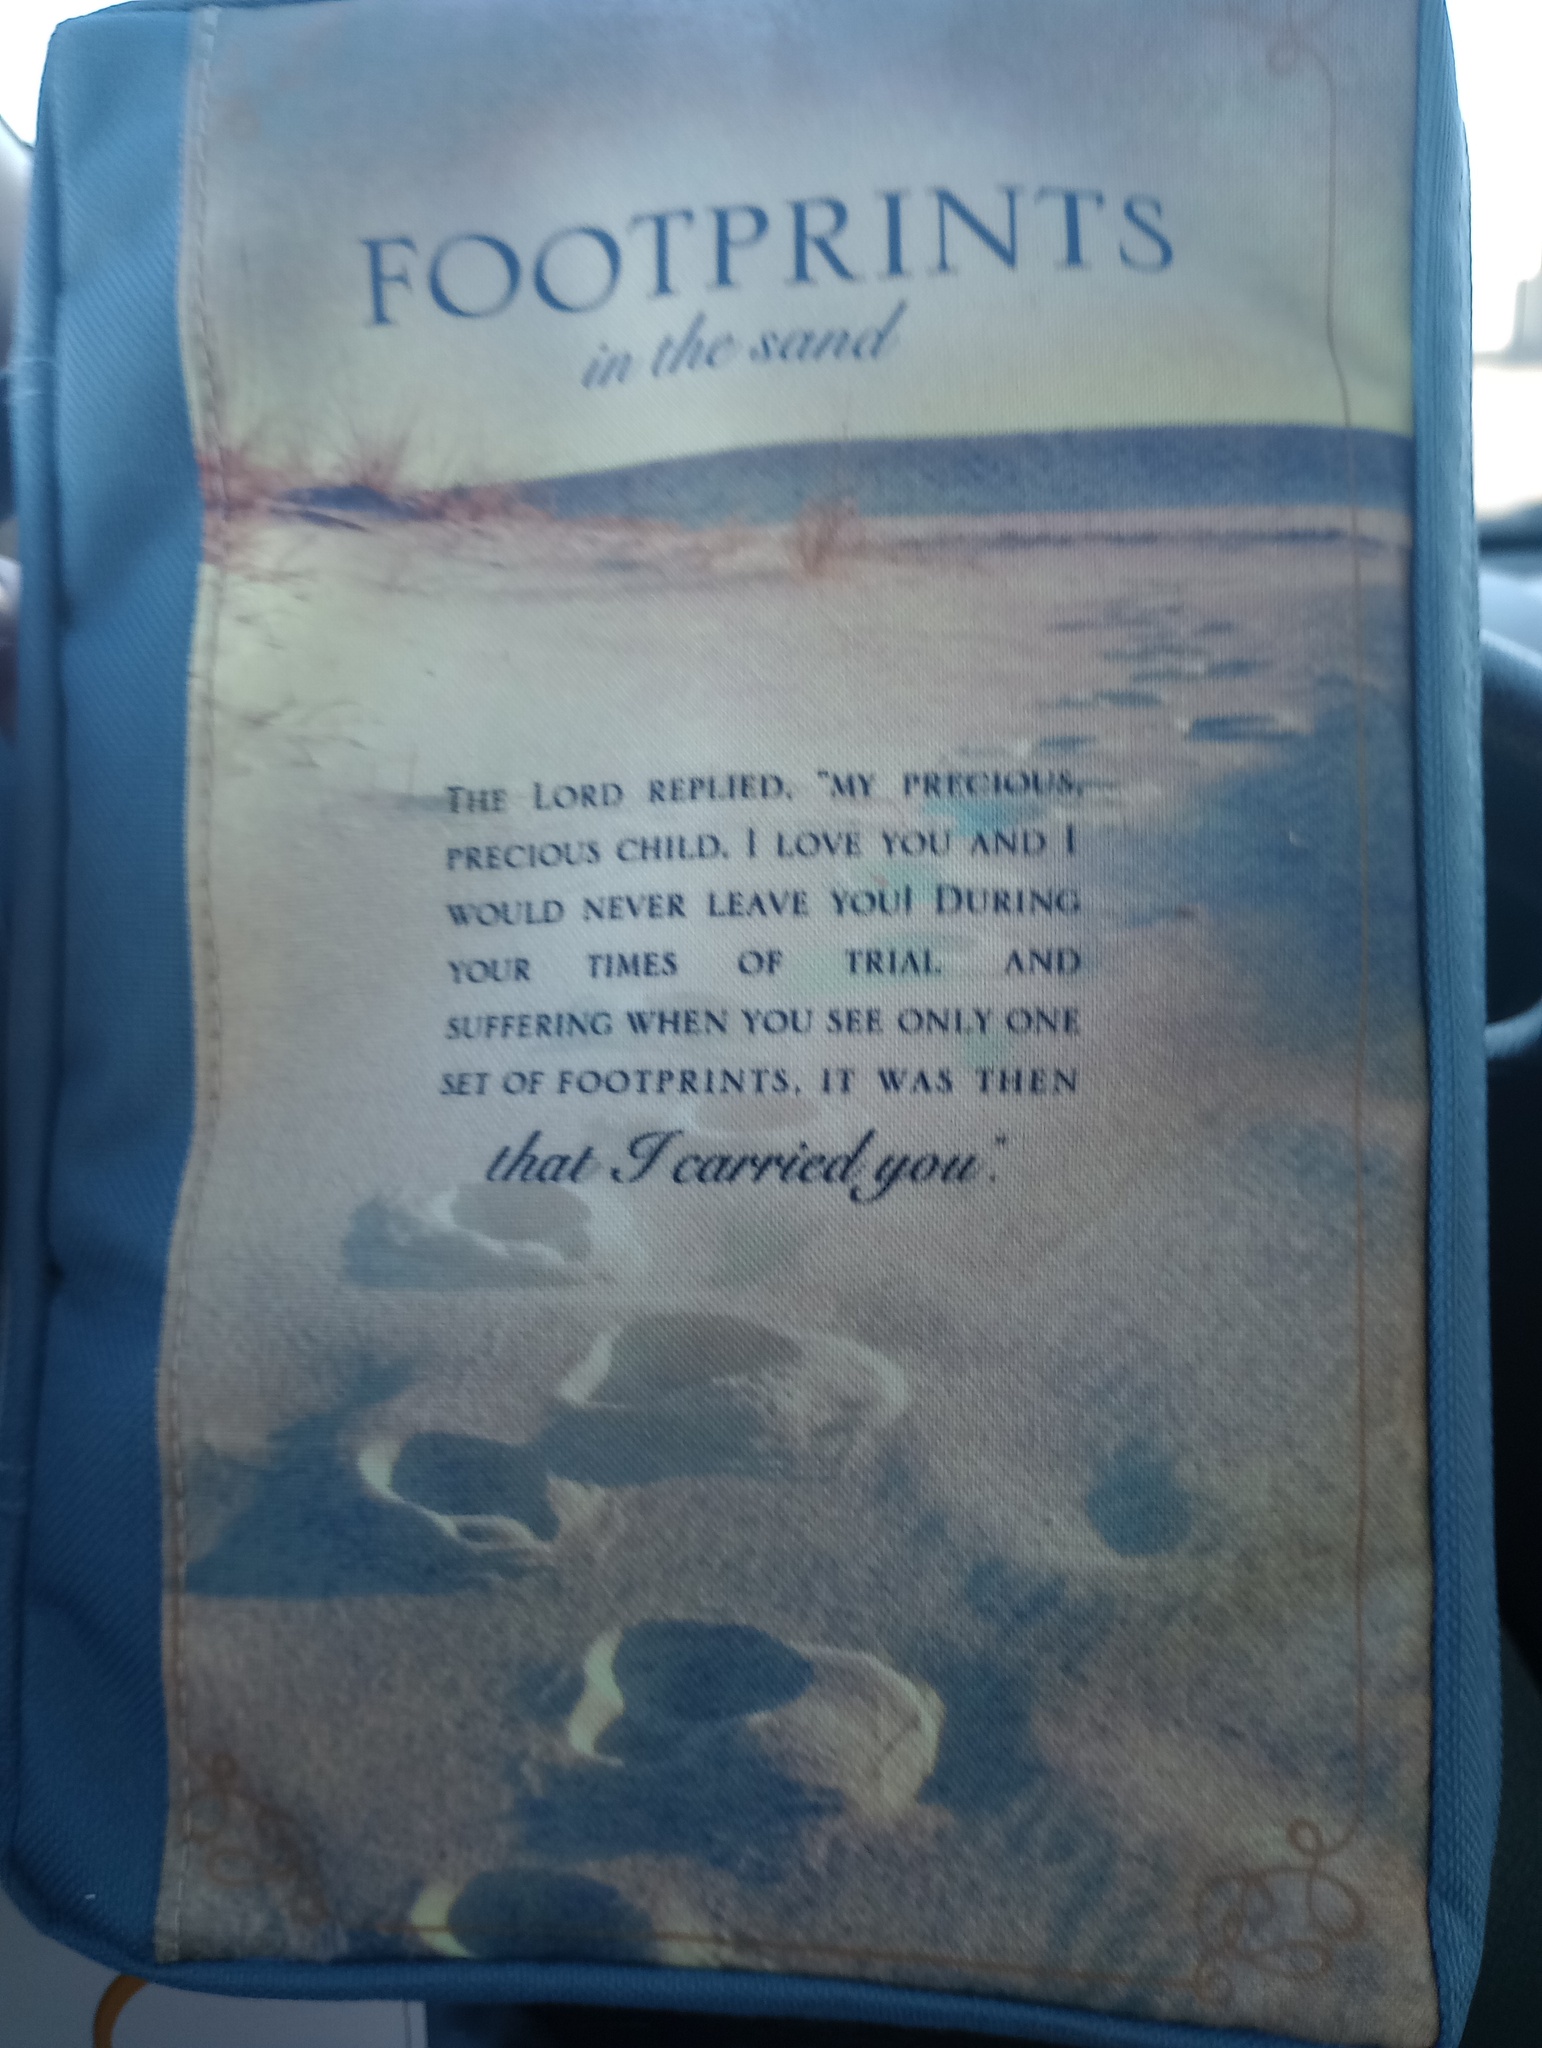 FOOTPRINTS
in the sand
THE LORD REPLIED, "MY PRECIOUS,
PRECIOUS CHILD, I LOVE YOU AND I
WOULD NEVER LEAVE YOU! DURING
YOUR TIMES OF TRIAL AND
SUFFERING WHEN YOU SEE ONLY ONE
SET OF FOOTPRINTS, IT WAS THEN
that I carried you".